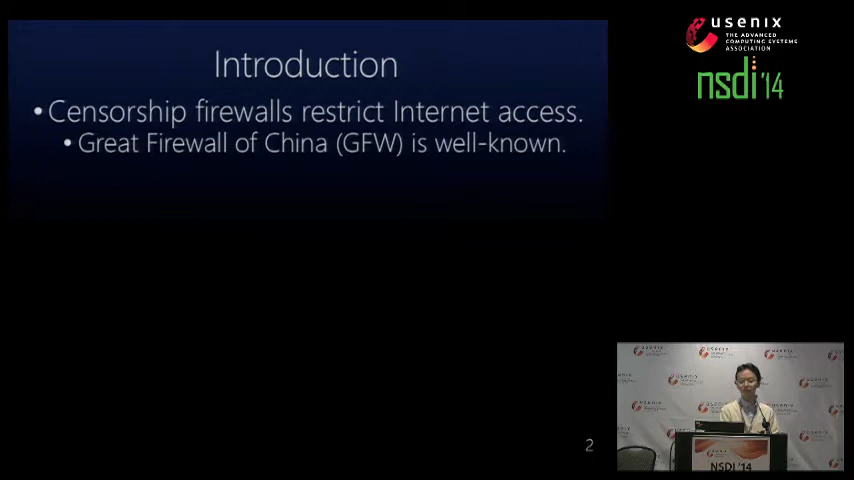 Introduction
• Censorship firewalls restrict Internet access.
• Great Firewall of China (GFW) is well-known.
2
usenix
THE ADVANCED
COMPUTING SYSTEMS
ASSOCIATION
nsdi '14
usenix
NSDI '14